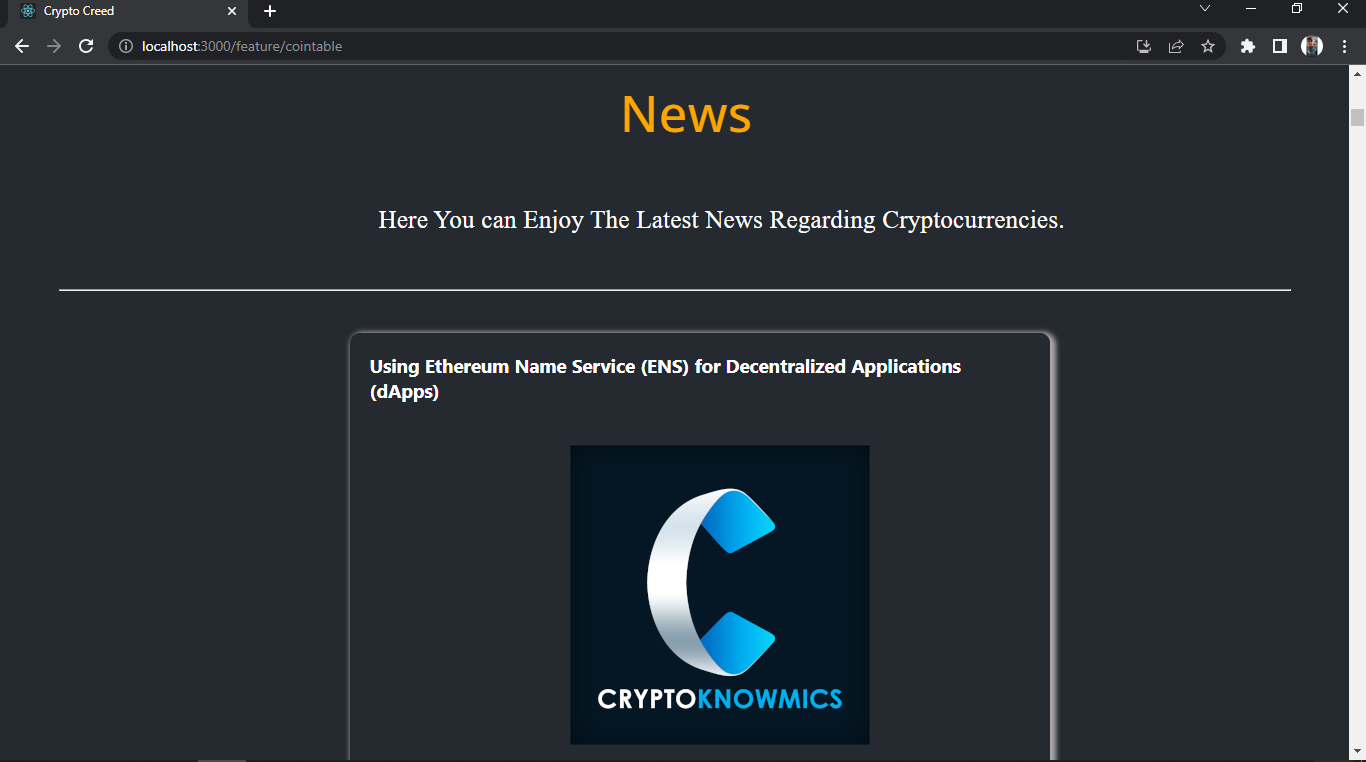 Crypto Creed
localhost:3000/feature/cointable
News
Here You can Enjoy The Latest News Regarding Cryptocurrencies.
Using Ethereum Name Service (ENS) for Decentralized Applications
(dApps)
CRYPTOKNOWMICS